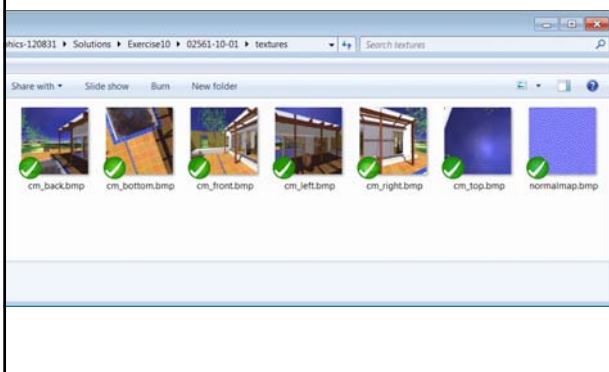 hics-120831 ▸ Solutions ▸ Exercise10 ▸ 02561-10-01 ▸ textures Search textures
Share with Slide show Burn New folder
cm_back.bmp cm_bottom.bmp cm_front.bmp cm_left.bmp cm_right.bmp cm_top.bmp normalmap.bmp